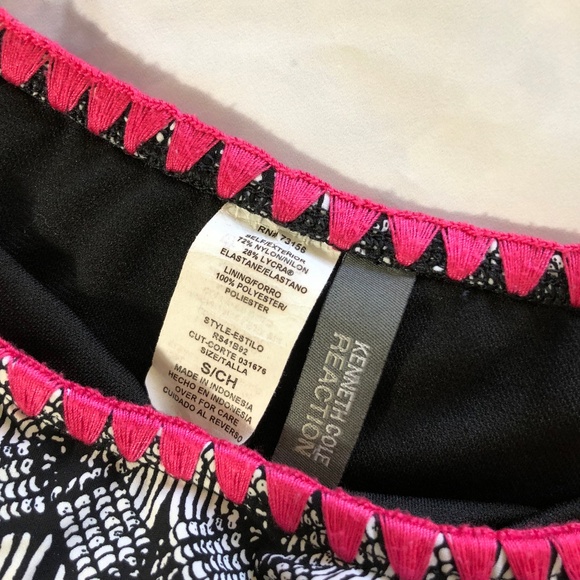 RN# 73156
SELF/EXTERIOR
72% NYLON/NILON
28% LYCRA®
ELASTANE/ELASTANO
LINING/FORRO
100% POLYESTER/
POLIESTER
STYLE-ESTILO
RS41B92
CUT-CORTE 031676
SIZE/TALLA
S/CH
MADE IN INDONESIA
HECHO EN INDONESIA
OVER FOR CARE
CUIDADO AL REVERSO
KENNETH COLE
REACTION